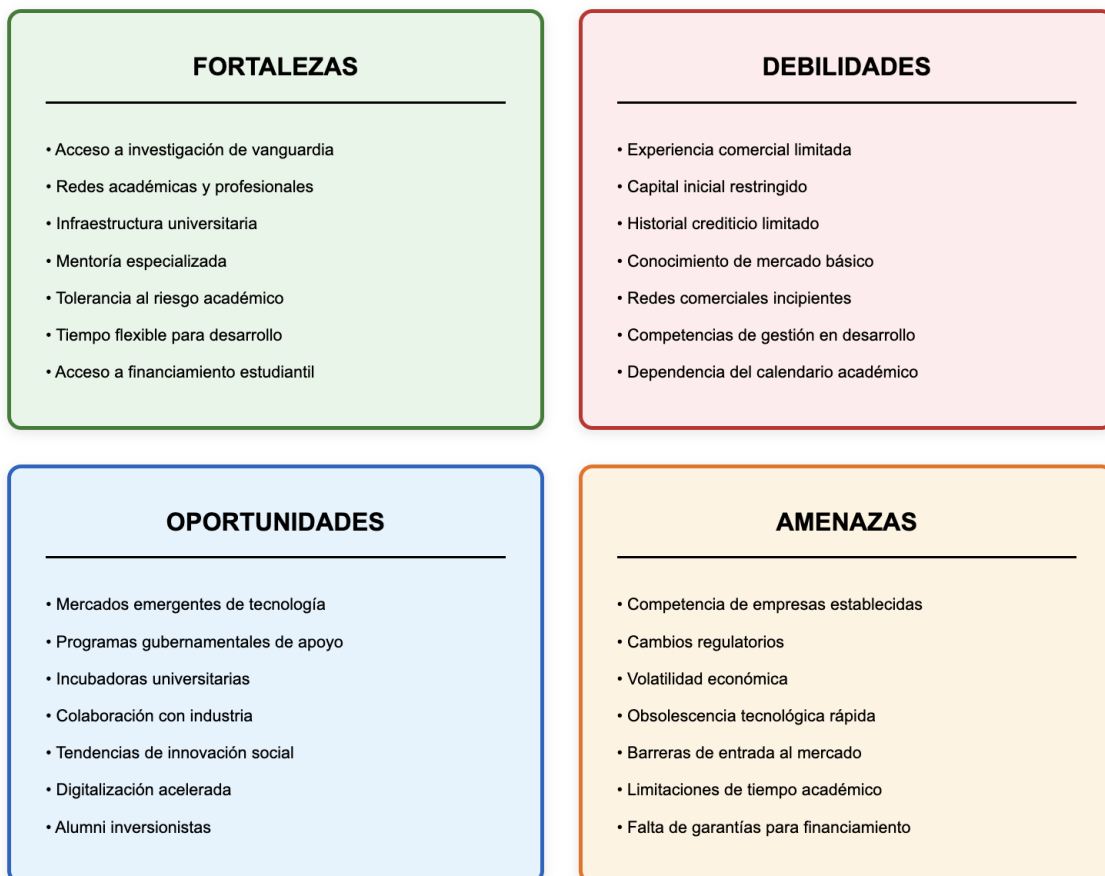 FORTALEZAS
• Acceso a investigación de vanguardia
• Redes académicas y profesionales
• Infraestructura universitaria
• Mentoría especializada
• Tolerancia al riesgo académico
• Tiempo flexible para desarrollo
• Acceso a financiamiento estudiantil
DEBILIDADES
• Experiencia comercial limitada
• Capital inicial restringido
• Historial crediticio limitado
• Conocimiento de mercado básico
• Redes comerciales incipientes
• Competencias de gestión en desarrollo
• Dependencia del calendario académico
OPORTUNIDADES
• Mercados emergentes de tecnología
• Programas gubernamentales de apoyo
• Incubadoras universitarias
• Colaboración con industria
• Tendencias de innovación social
• Digitalización acelerada
• Alumni inversionistas
AMENAZAS
• Competencia de empresas establecidas
• Cambios regulatorios
• Volatilidad económica
• Obsolescencia tecnológica rápida
• Barreras de entrada al mercado
• Limitaciones de tiempo académico
• Falta de garantías para financiamiento